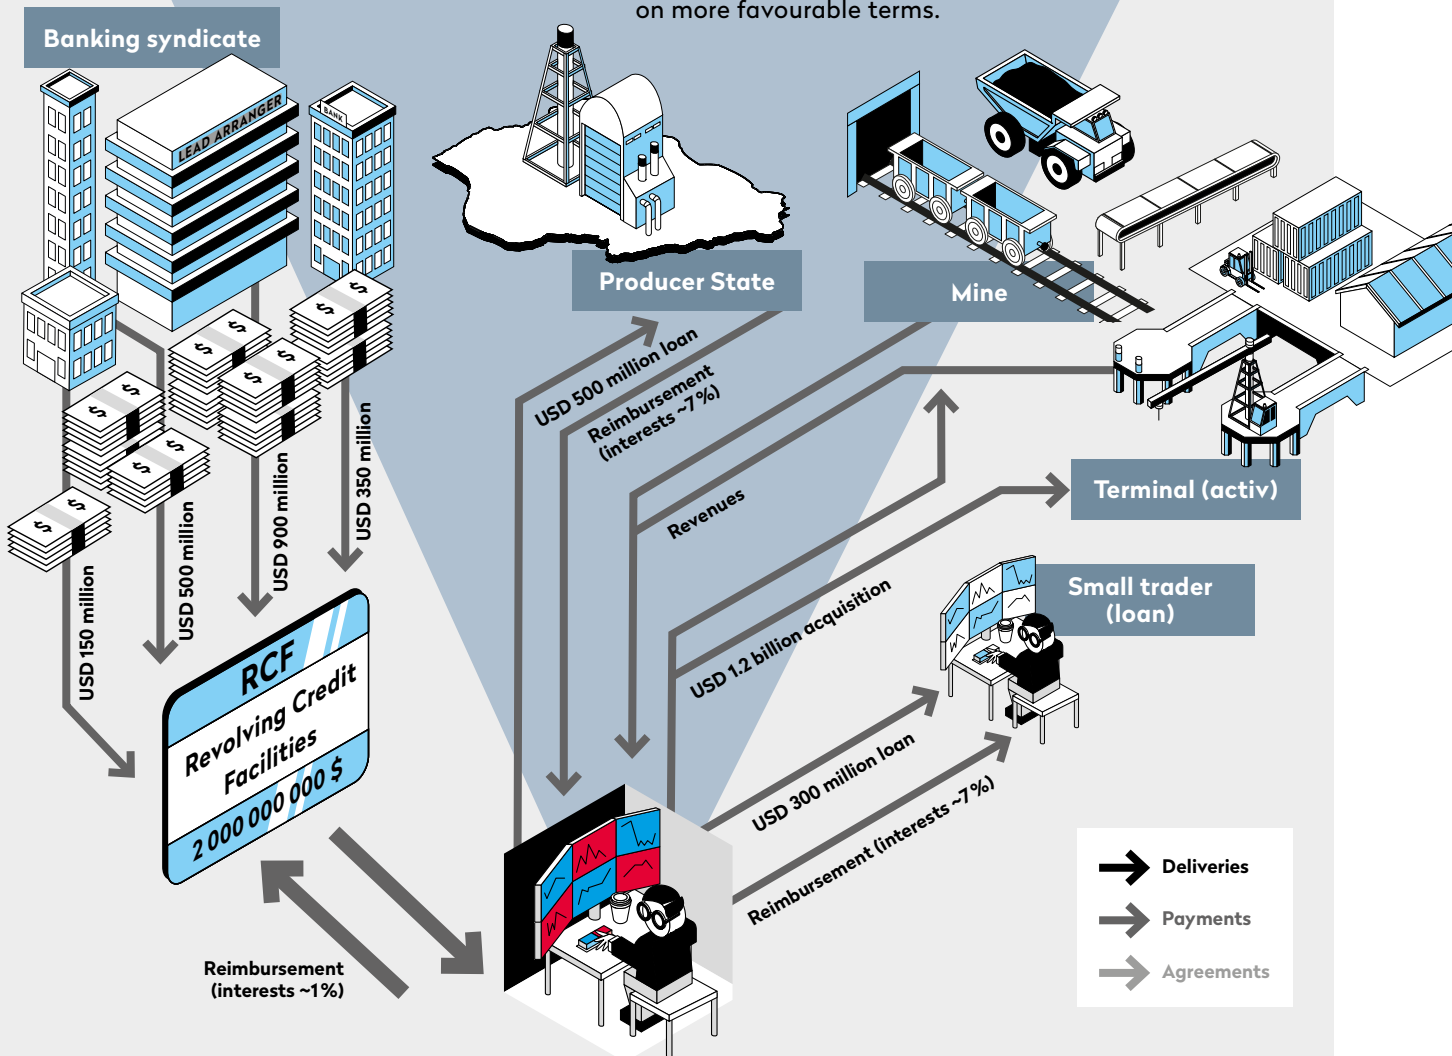 on more favourable terms.
Banking syndicate
LEAD ARRANGER
BANK
Producer State
Mine
USD 500 million loan
Reimbursement
(interests ~7 %)
Revenues
Terminal (activ)
USD 150 million
USD 500 million
USD 900 million
USD 350 million
Small trader
(loan)
USD 1.2 billion acquisition
RCF
Revolving Credit
Facilities
2 000 000 000 $
USD 300 million loan
Reimbursement (interests ~7 %)
Reimbursement
(interests ~1 %)
Deliveries
Payments
Agreements
$ $
$ $
$ $
$ $
$ $
$ $